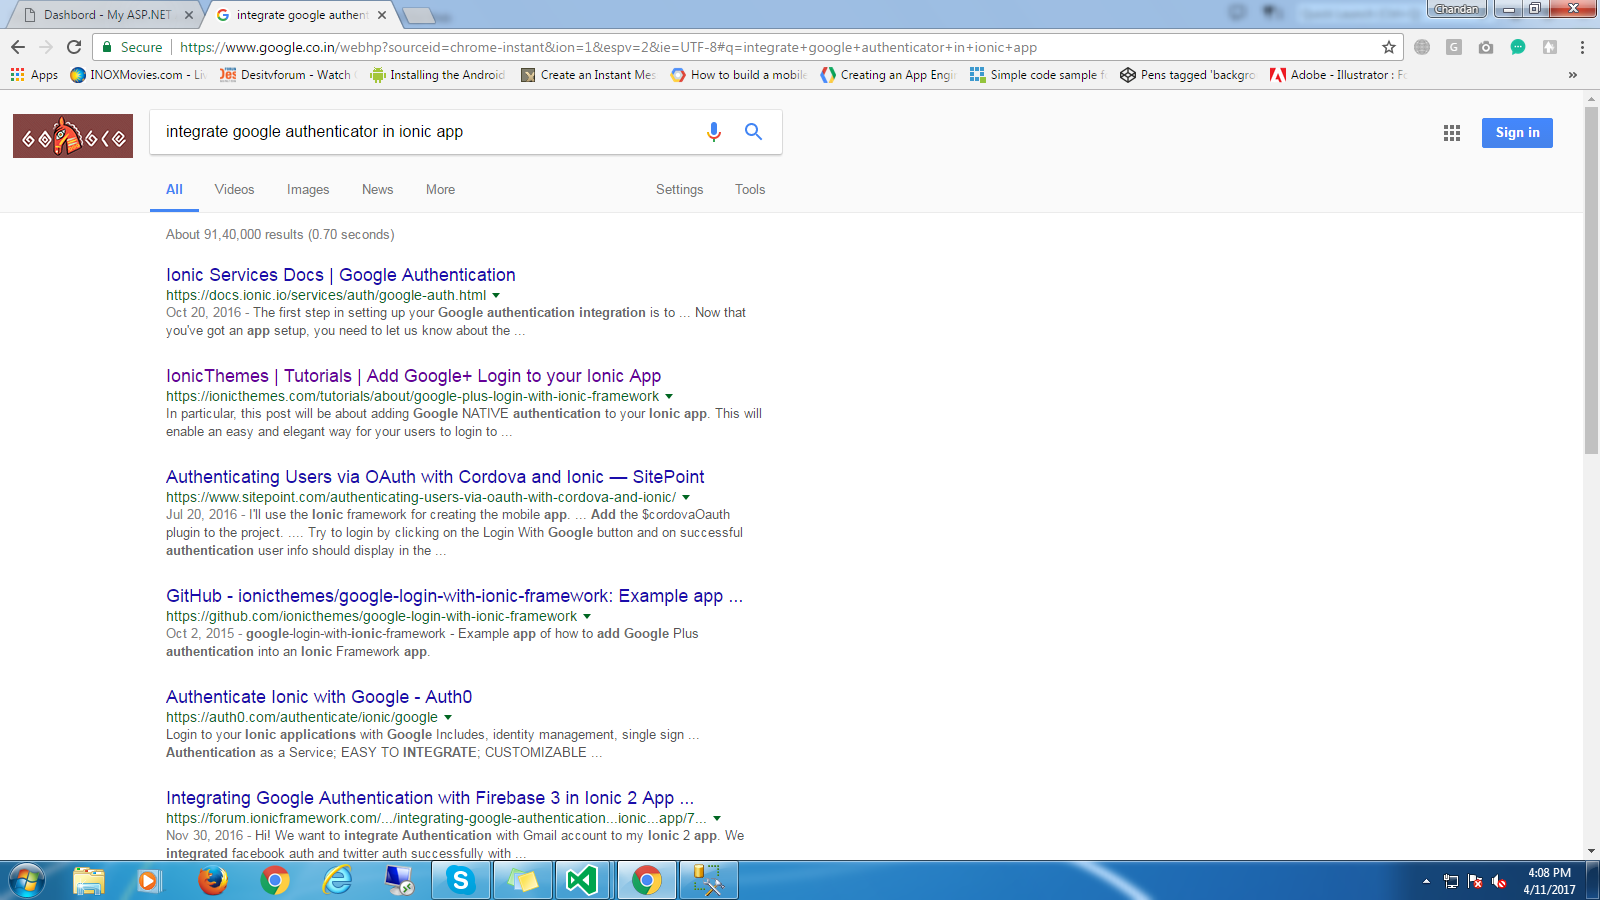 Dashbord - My ASP.NET
integrate google authent
Chandan
Secure
https://www.google.co.in/webhp?sourceid=chrome-instant&ion=1&espv=2&ie=UTF-8#q=integrate+google+authenticator+in+ionic+app
Apps
INOXMovies.com - Li
Desitvforum - Watch
Installing the Android
Create an Instant Mes
How to build a mobile
Creating an App Engi
Simple code sample f
Pens tagged 'backgro
Adobe - Illustrator : Fo
»
integrate google authenticator in ionic app
Sign in
All
Videos
Images
News
More
Settings
Tools
About 91,40,000 results (0.70 seconds)
Ionic Services Docs | Google Authentication
https://docs.ionic.io/services/auth/google-auth.html
Oct 20, 2016 - The first step in setting up your Google authentication integration is to ... Now that
you've got an app setup, you need to let us know about the ...
IonicThemes | Tutorials | Add Google+ Login to your Ionic App
https://ionicthemes.com/tutorials/about/google-plus-login-with-ionic-framework
In particular, this post will be about adding Google NATIVE authentication to your Ionic app. This will
enable an easy and elegant way for your users to login to ...
Authenticating Users via OAuth with Cordova and Ionic — SitePoint
https://www.sitepoint.com/authenticating-users-via-oauth-with-cordova-and-ionic/
Jul 20, 2016 - I'll use the Ionic framework for creating the mobile app. ... Add the $cordovaOauth
plugin to the project. .... Try to login by clicking on the Login With Google button and on successful
authentication user info should display in the ...
GitHub - ionicthemes/google-login-with-ionic-framework: Example app ...
https://github.com/ionicthemes/google-login-with-ionic-framework
Oct 2, 2015 - google-login-with-ionic-framework - Example app of how to add Google Plus
authentication into an Ionic Framework app.
Authenticate Ionic with Google - Auth0
https://auth0.com/authenticate/ionic/google
Login to your Ionic applications with Google Includes, identity management, single sign ...
Authentication as a Service; EASY TO INTEGRATE; CUSTOMIZABLE ...
Integrating Google Authentication with Firebase 3 in Ionic 2 App ...
https://forum.ionicframework.com/.../integrating-google-authentication...ionic...app/7...
Nov 30, 2016 - Hi! We want to integrate Authentication with Gmail account to my Ionic 2 app. We
integrated facebook auth and twitter auth successfully with ...
4:08 PM
4/11/2017